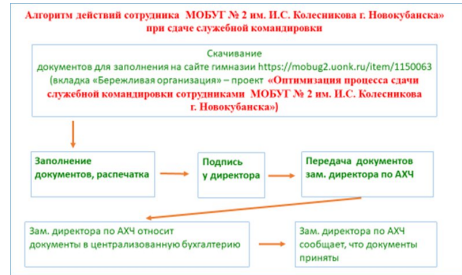 Алгоритм действий сотрудника МОБУГ № 2 им. И.С. Колесникова г. Новокубанска»
при сдаче служебной командировки
Скачивание
документов для заполнения на сайте гимназии https://mobug2.uonk.ru/item/1150063
(вкладка «Бережливая организация» – проект «Оптимизация процесса сдачи
служебной командировки сотрудниками МОБУГ № 2 им. И.С. Колесникова
г. Новокубанска»)
Заполнение
документов, распечатка
Подпись
у директора
Передача документов
зам. директора по АХЧ
Зам. директора по АХЧ относит
документы в централизованную бухгалтерию
Зам. директора по АХЧ
сообщает, что документы
приняты